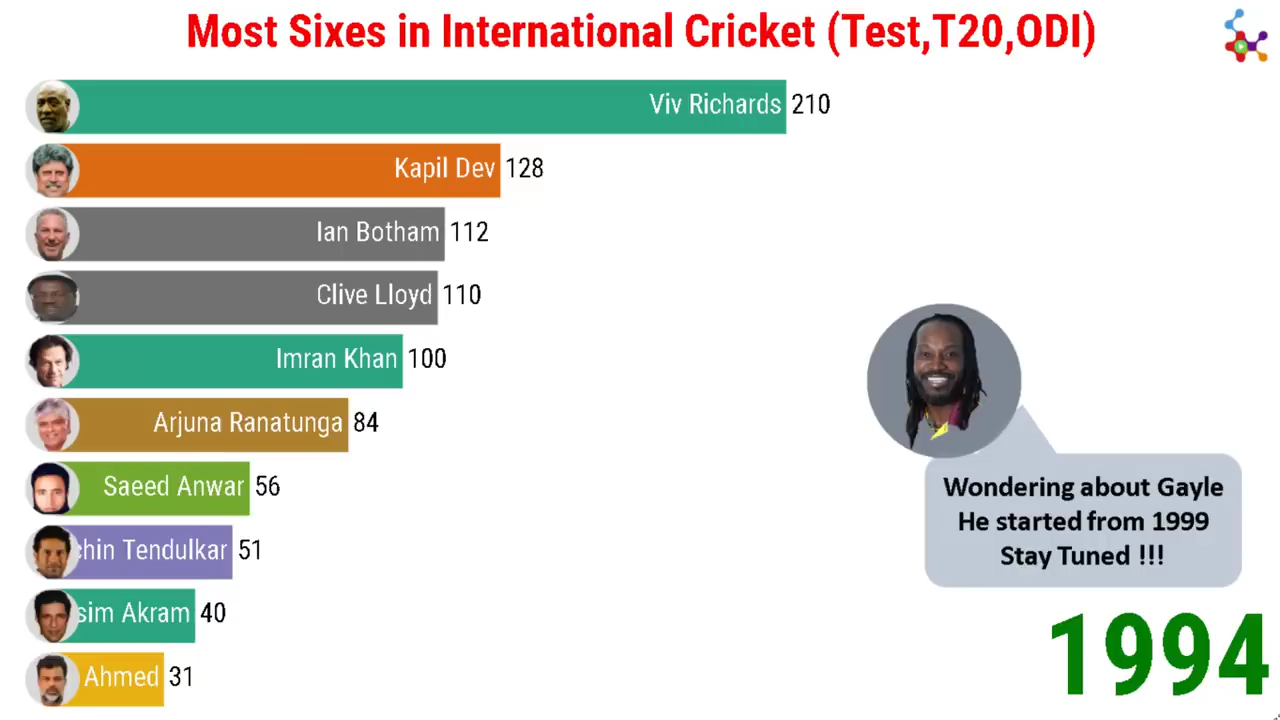 Most Sixes in International Cricket (Test,T20,ODI)
Viv Richards 210
Kapil Dev 128
Ian Botham 112
Clive Lloyd 110
Imran Khan 100
Arjuna Ranatunga 84
Saeed Anwar 56
chin Tendulkar 51
sim Akram 40
Ahmed 31
Wondering about Gayle
He started from 1999
Stay Tuned !!!
1994